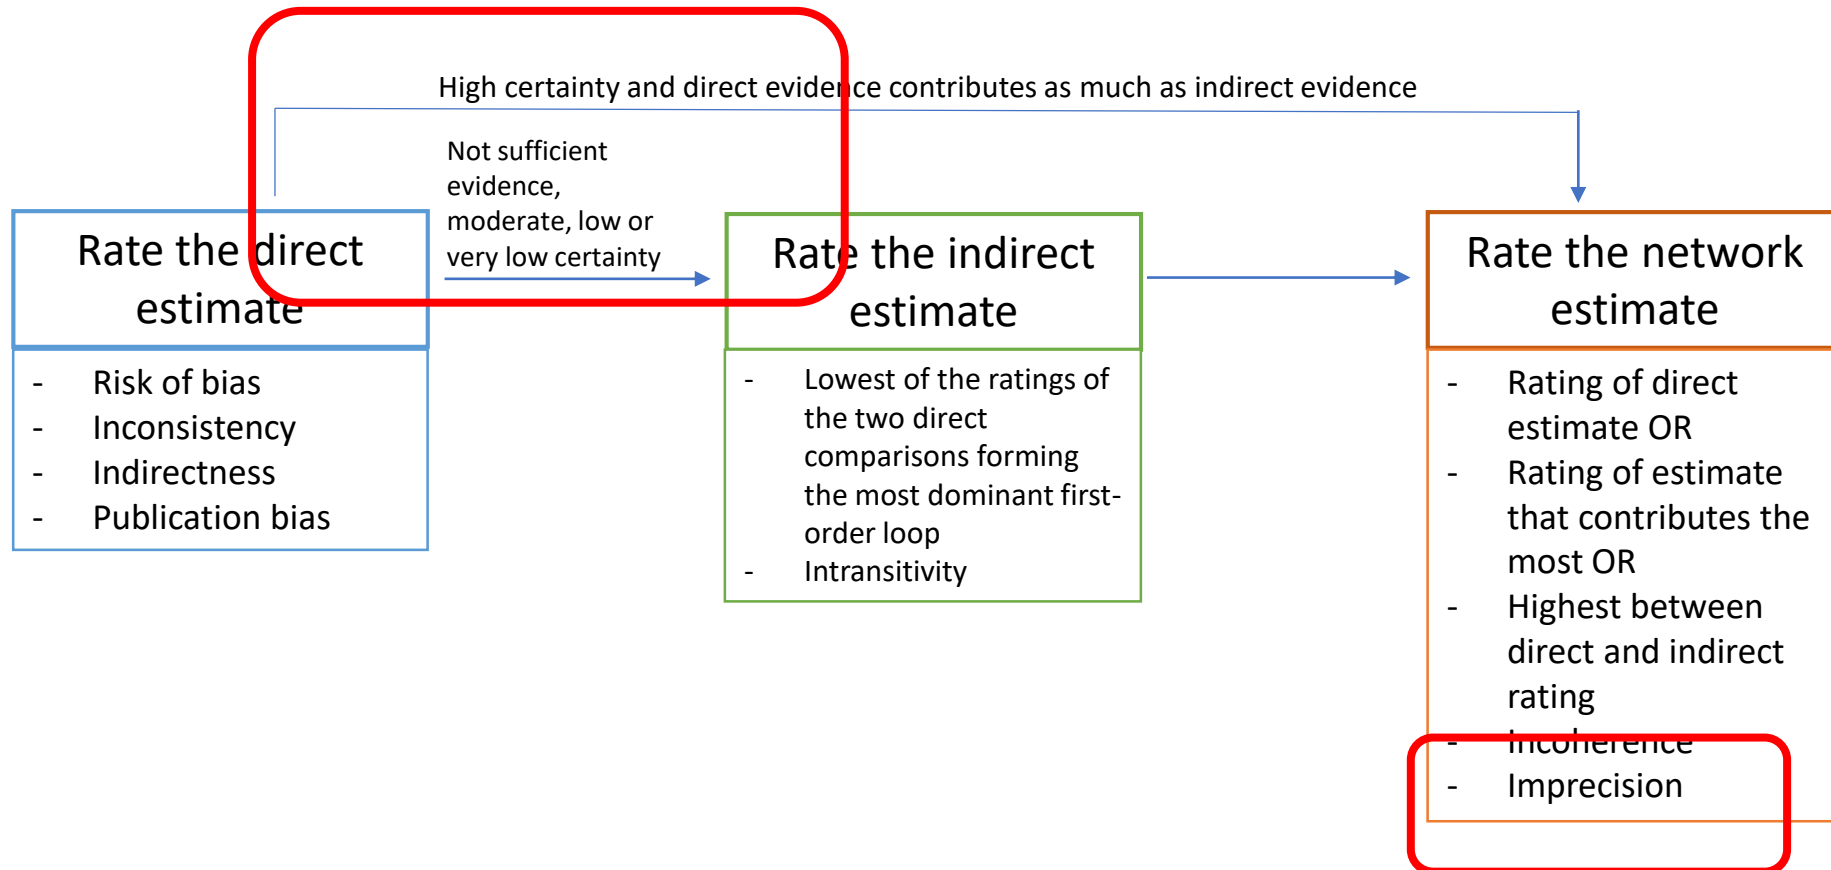 High certainty and direct evidence contributes as much as indirect evidence
Not sufficient
evidence,
moderate, low or
very low certainty
Rate the direct
estimate
- Risk of bias
- Inconsistency
- Indirectness
- Publication bias
Rate the indirect
estimate
- Lowest of the ratings of
the two direct
comparisons forming
the most dominant first-
order loop
- Intransitivity
Rate the network
estimate
- Rating of direct
estimate OR
- Rating of estimate
that contributes the
most OR
- Highest between
direct and indirect
rating
- Incoherence
- Imprecision